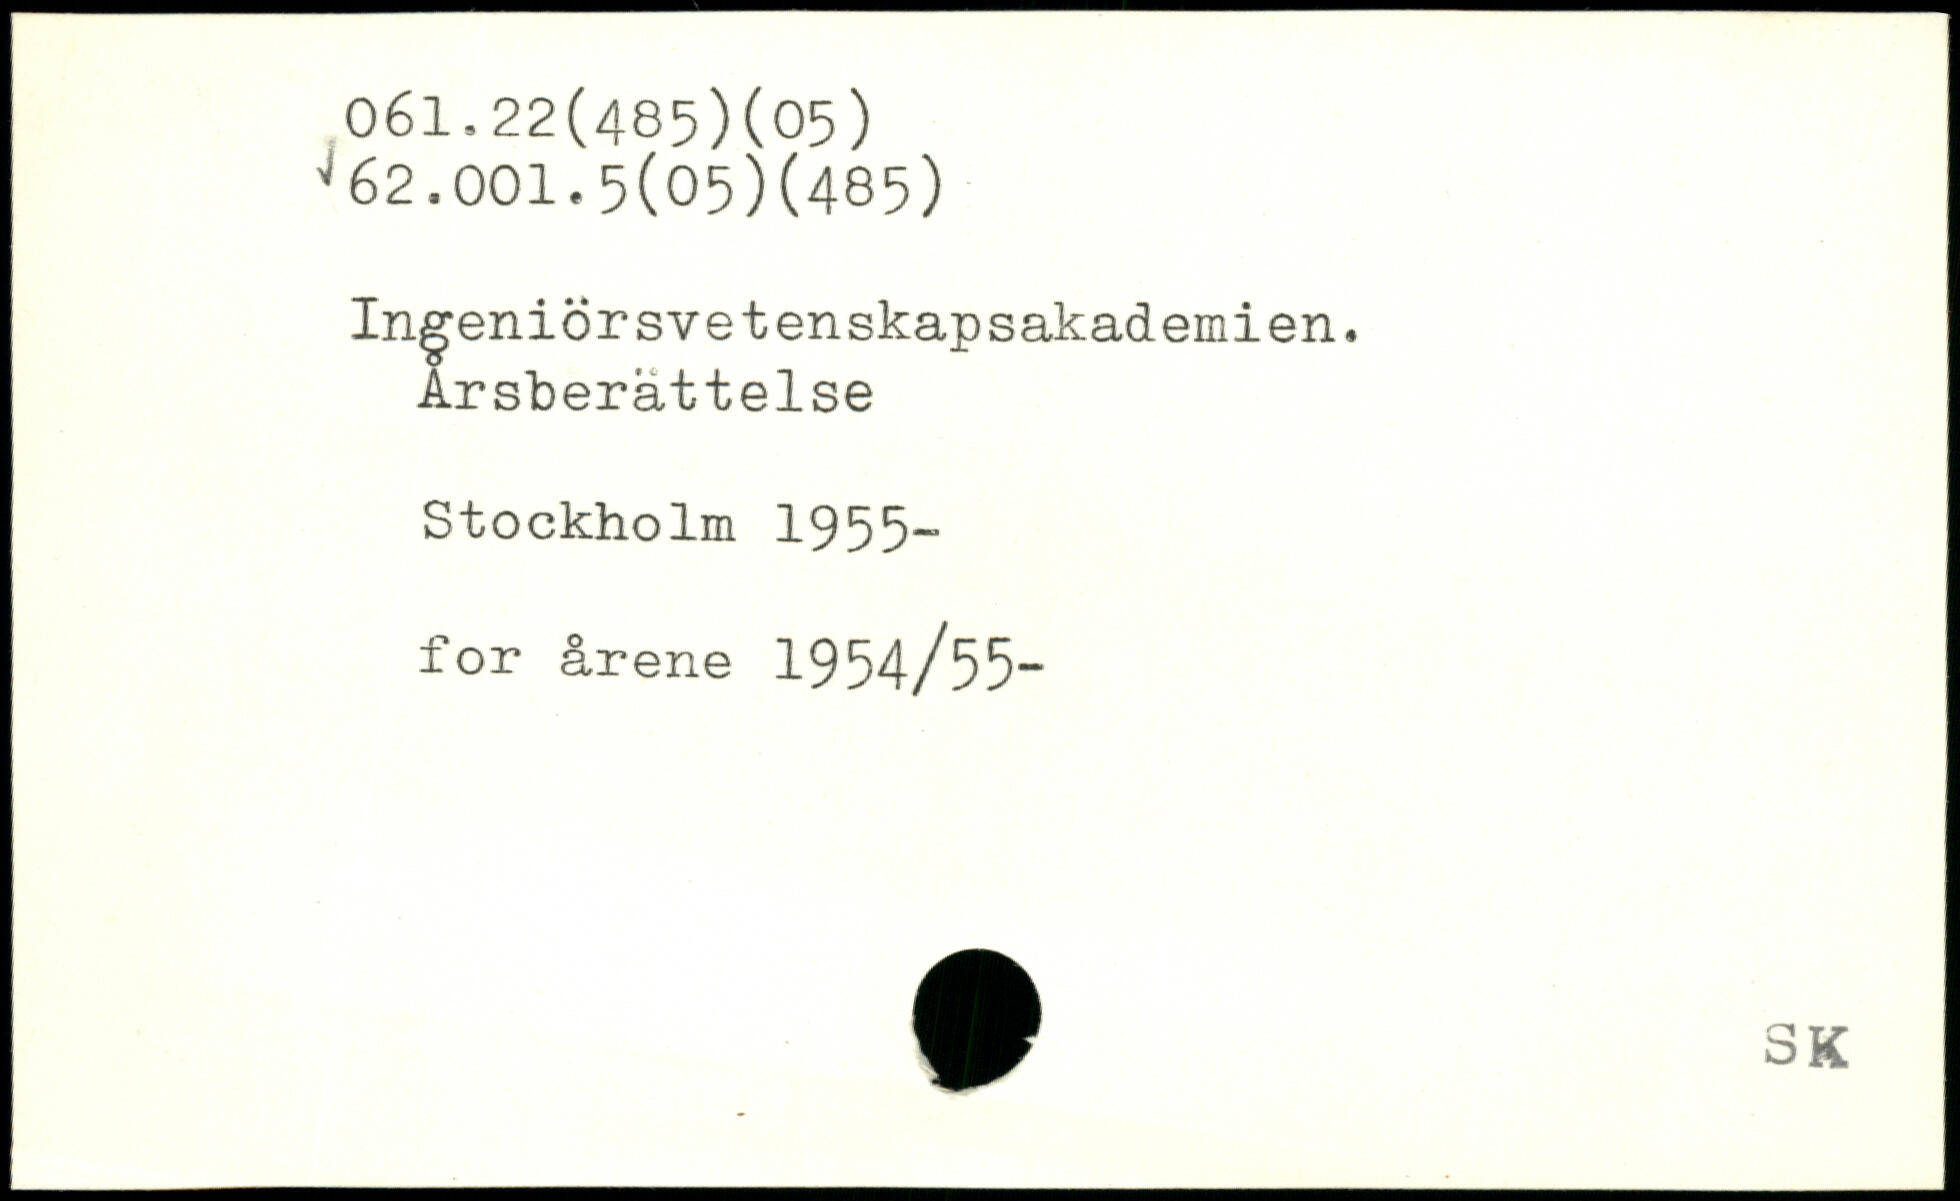 061.22(485)(05)
✓62.001.5(05)(485)
Ingeniörsvetenskapsakademien.
Årsberättelse
Stockholm 1955-
for årene 1954/55-
SK